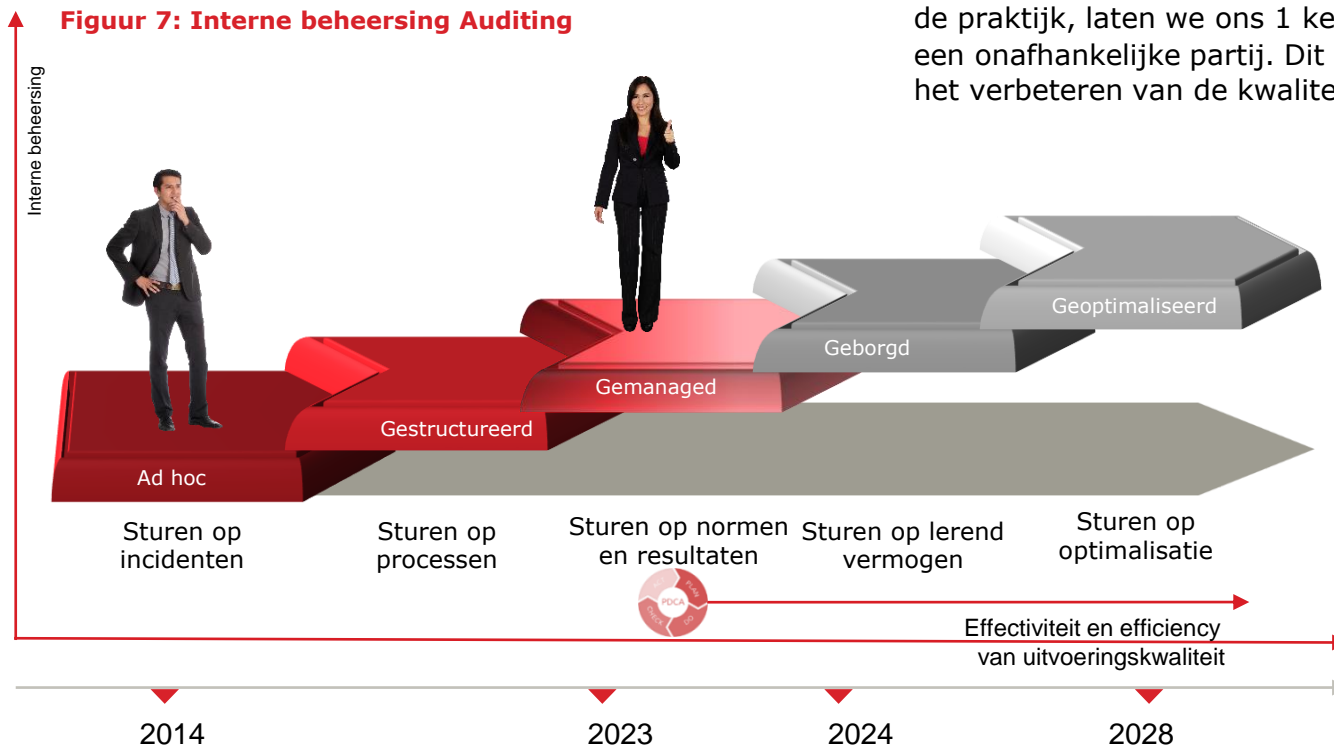 Figuur 7: Interne beheersing Auditing
de praktijk, laten we ons 1 ke
een onafhankelijke partij. Dit
het verbeteren van de kwalite
Interne beheersing
Geoptimaliseerd
Geborgd
Gemanaged
Gestructureerd
Ad hoc
Sturen op
incidenten
Sturen op
processen
Sturen op normen
en resultaten
Sturen op lerend
vermogen
Sturen op
optimalisatie
ACT
PLAN
PDCA
CHECK
DO
Effectiviteit en efficiency
van uitvoeringskwaliteit
2014
2023
2024
2028